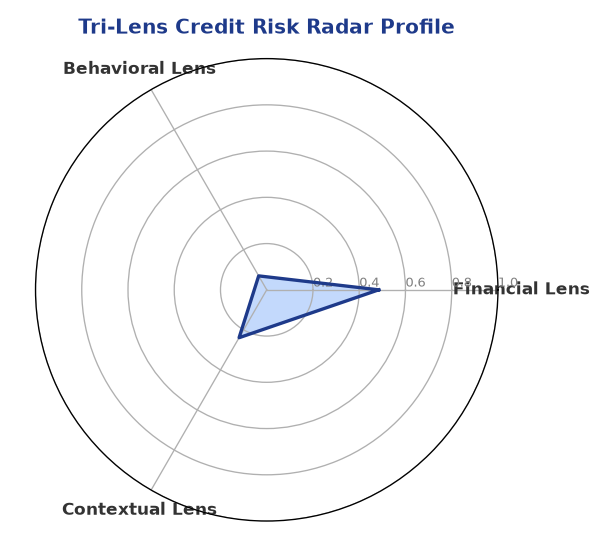 Tri-Lens Credit Risk Radar Profile
Behavioral Lens
0.2 0.4 0.6 0.8 1.0
Financial Lens
Contextual Lens